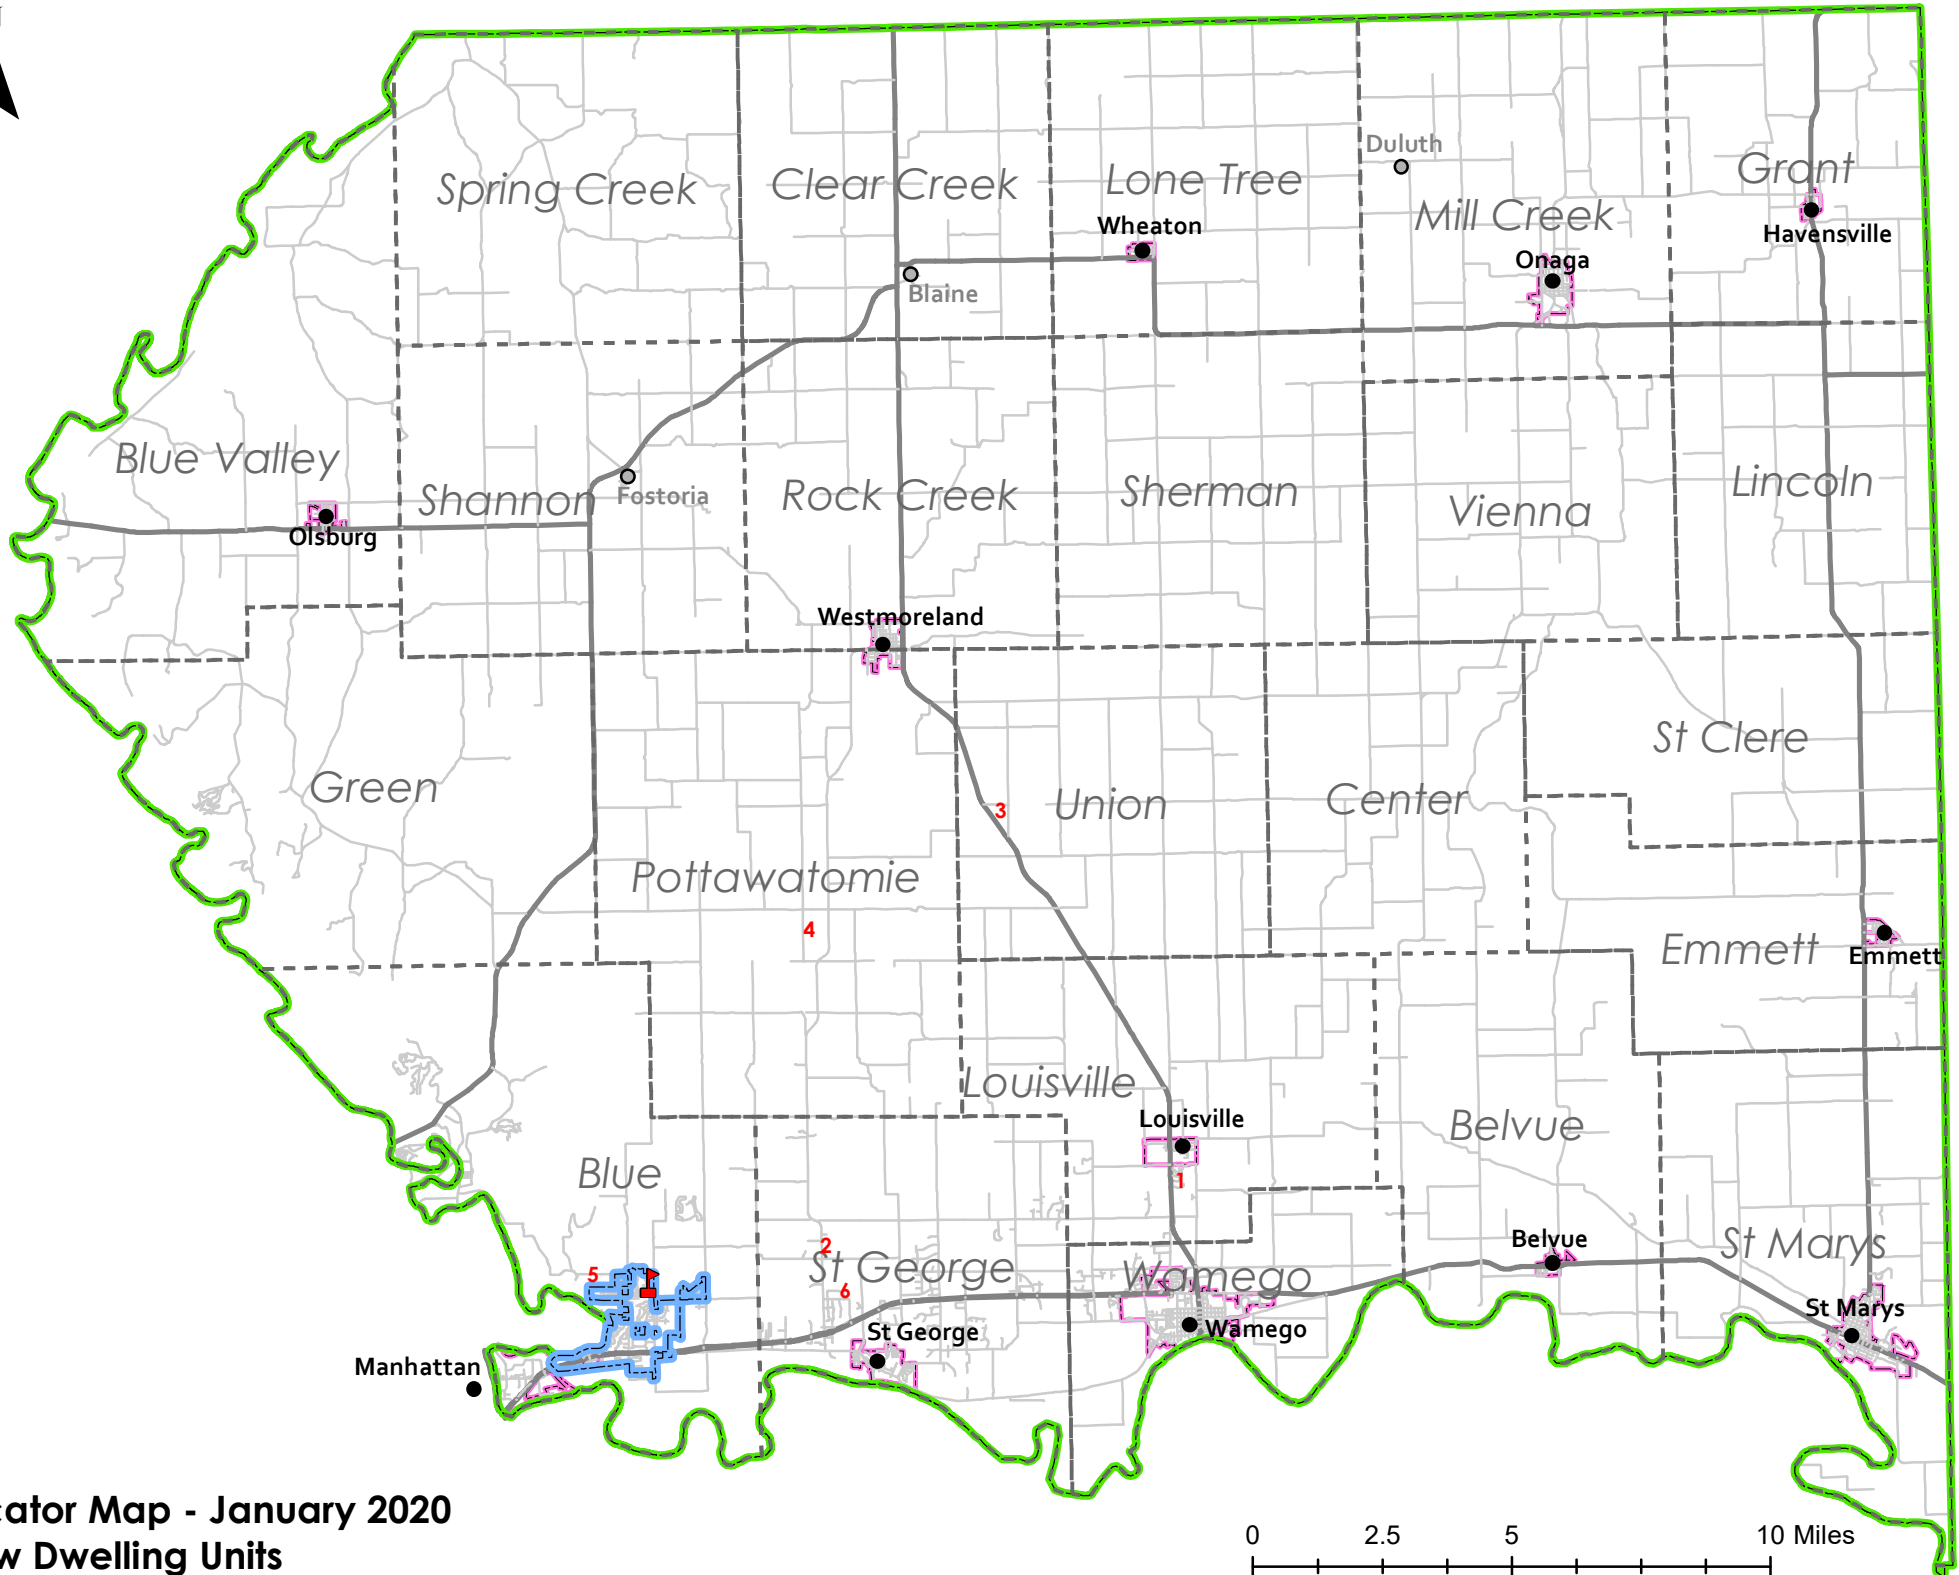 Duluth
Grant
Spring Creek
Clear Creek
Lone Tree
Mill Creek
Wheaton
Havensville
Onaga
Blaine
Blue Valley
Shannon
Fostoria
Rock Creek
Sherman
Vienna
Lincoln
Olsburg
Westmoreland
St Clere
Green
3
Union
Center
Pottawatomie
4
Emmett
Emmett
Louisville
Louisville
Belvue
Blue
1
2
Belvue
St Marys
5
St George
6
Wamego
St Marys
St George
Wamego
Manhattan
cator Map - January 2020
w Dwelling Units
0 2.5 5 10 Miles